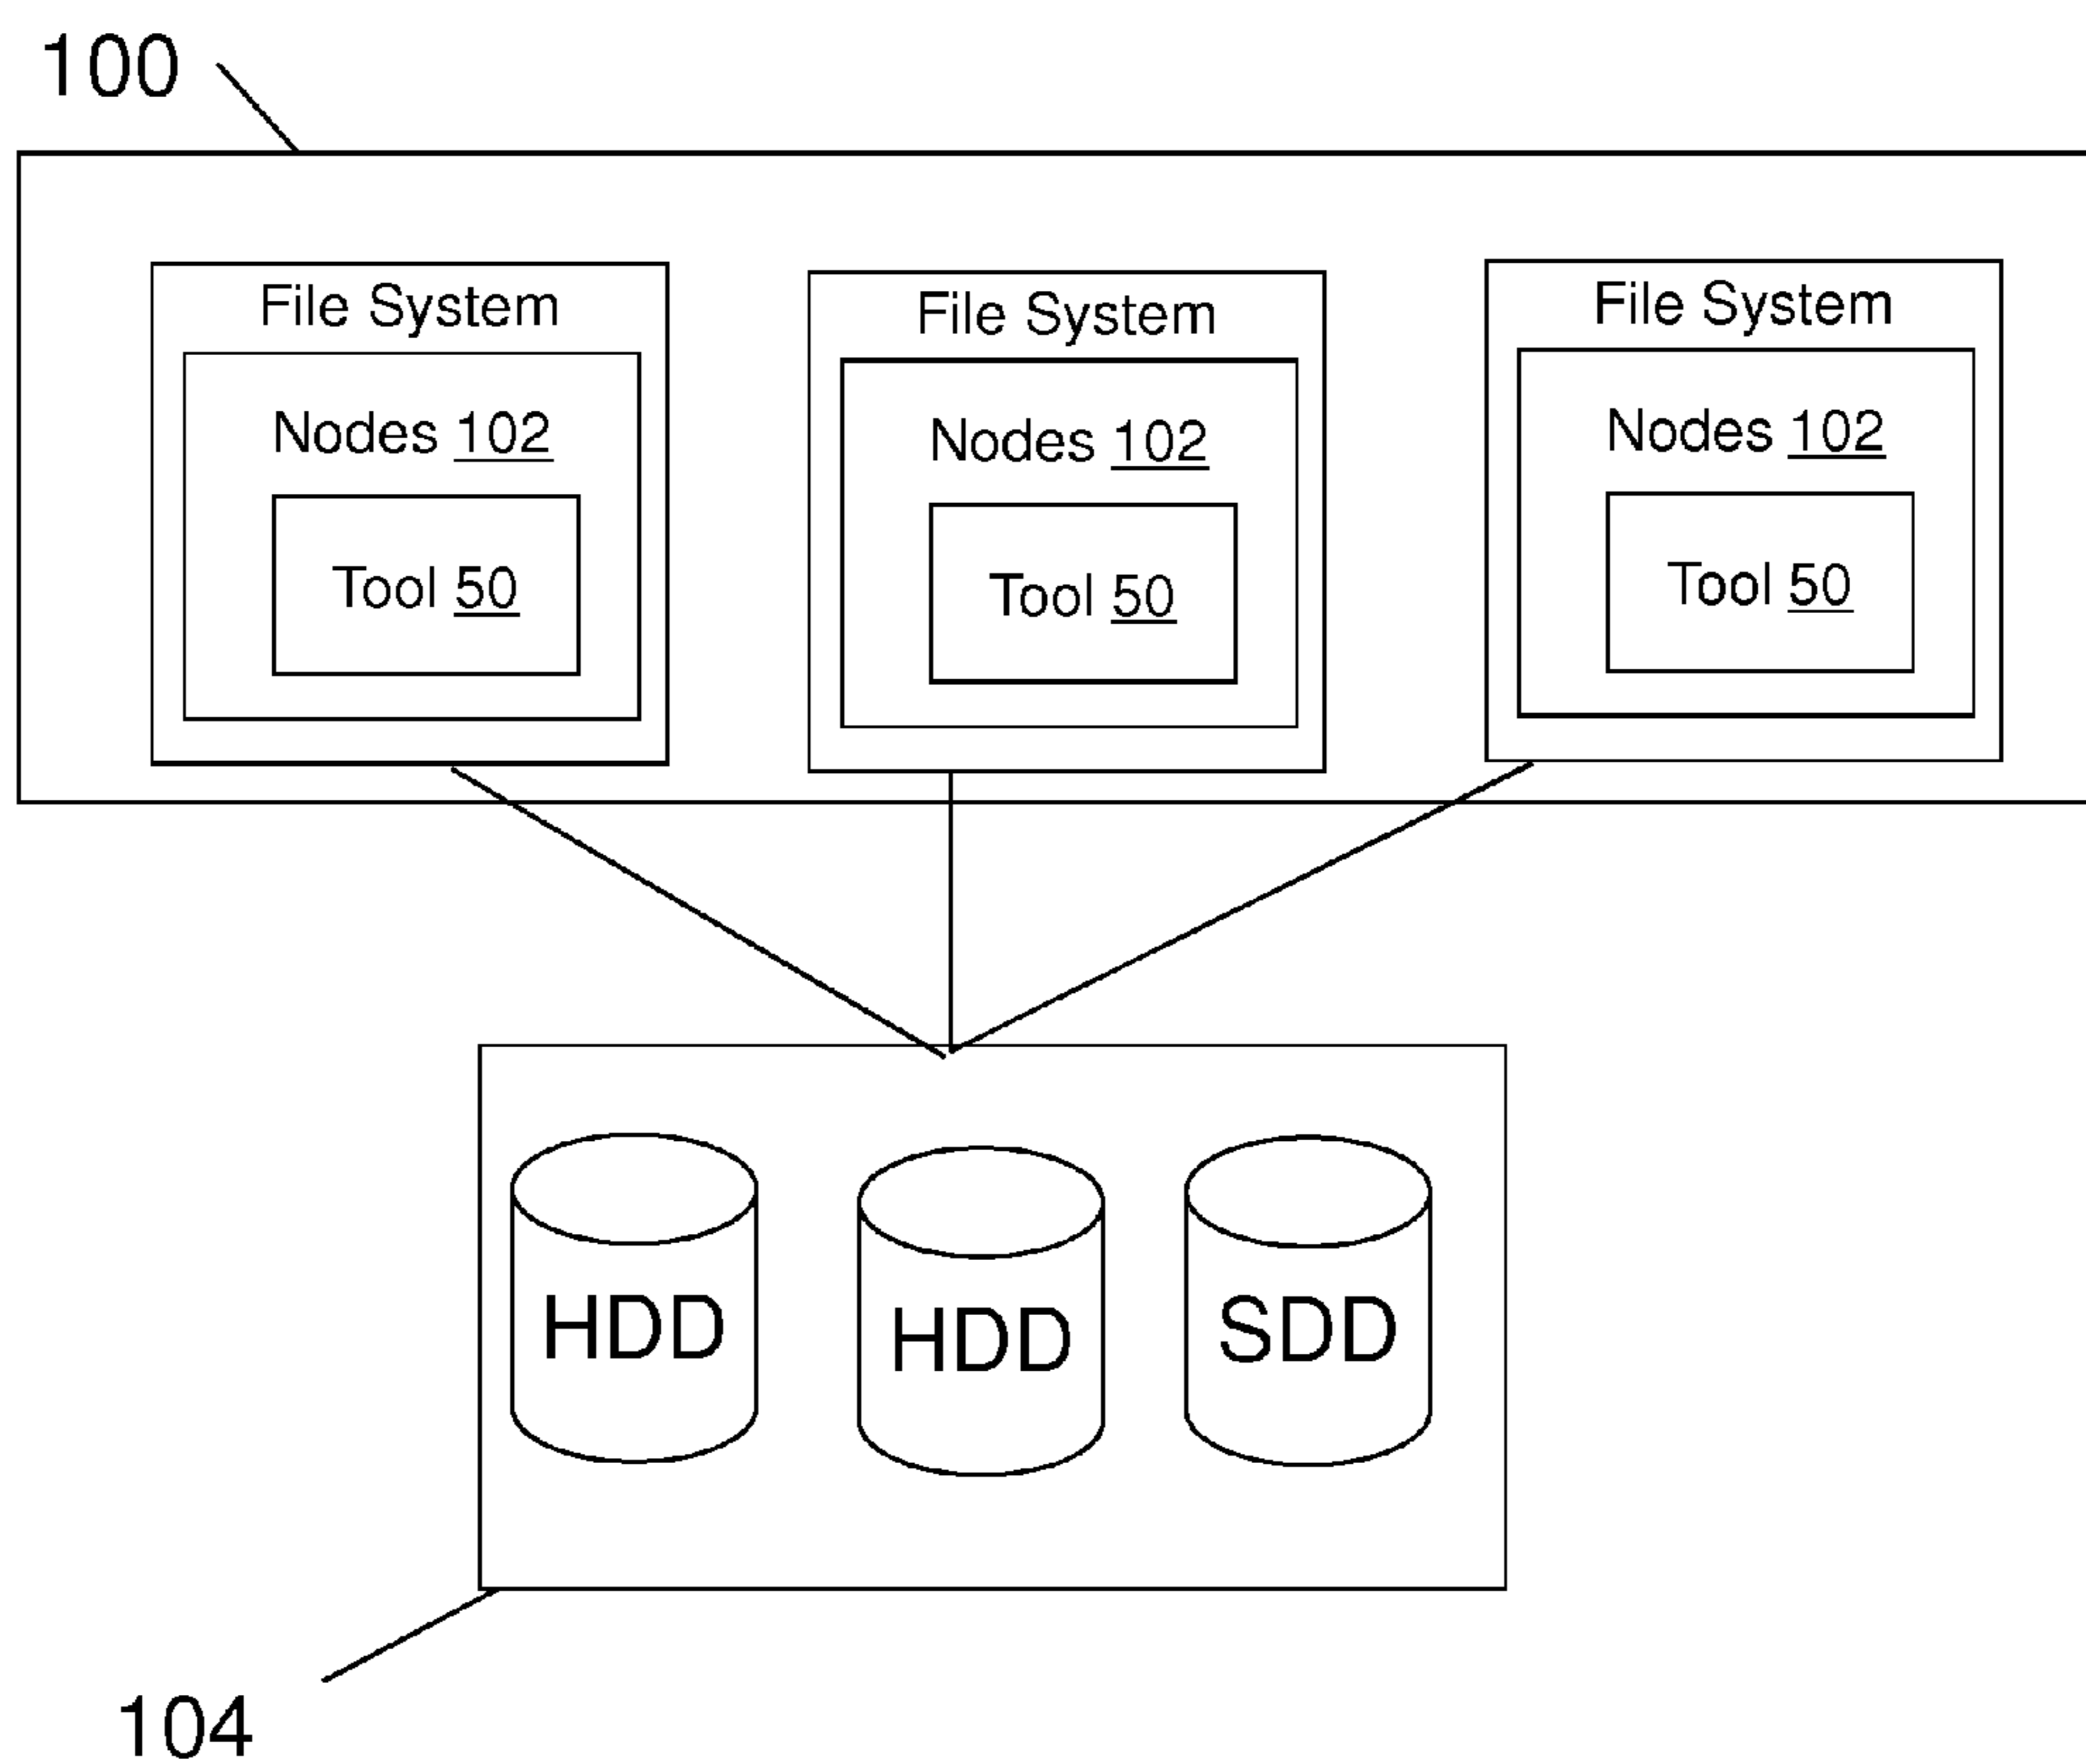 100
File System
File System
File System
Nodes 102
Nodes 102
Nodes 102
Tool 50
Tool 50
Tool 50
HDD
HDD
SDD
104